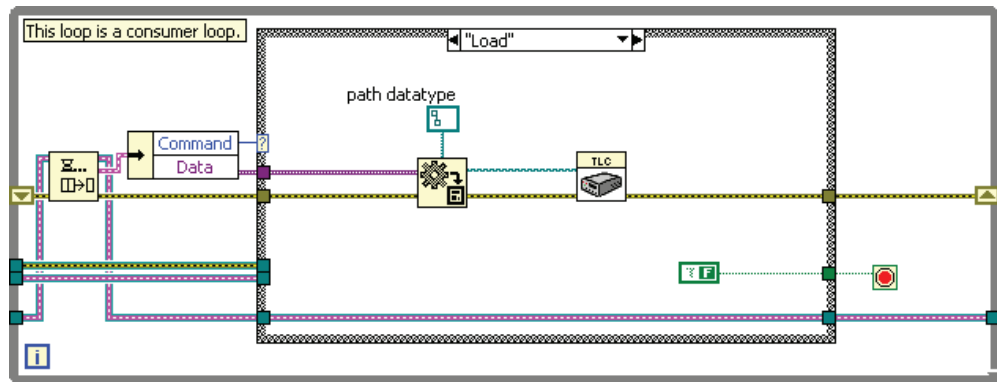 This loop is a consumer loop.
"Load"
path datatype
Command
?
Data
TLC
F
i